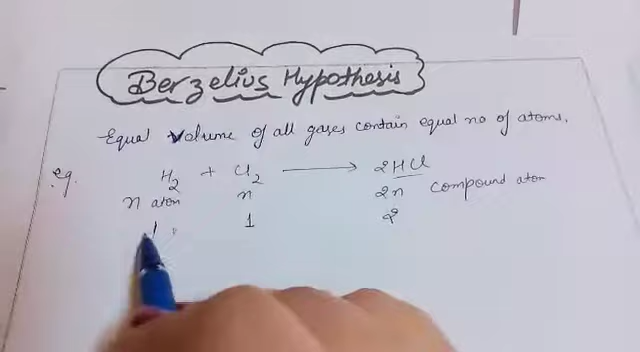 Berzelius Hypothesis
Equal Volume of all gases contain equal no of atoms.
eg. H2 + Cl2 → 2HCl
n atom n 2n compound atom
1 1 2